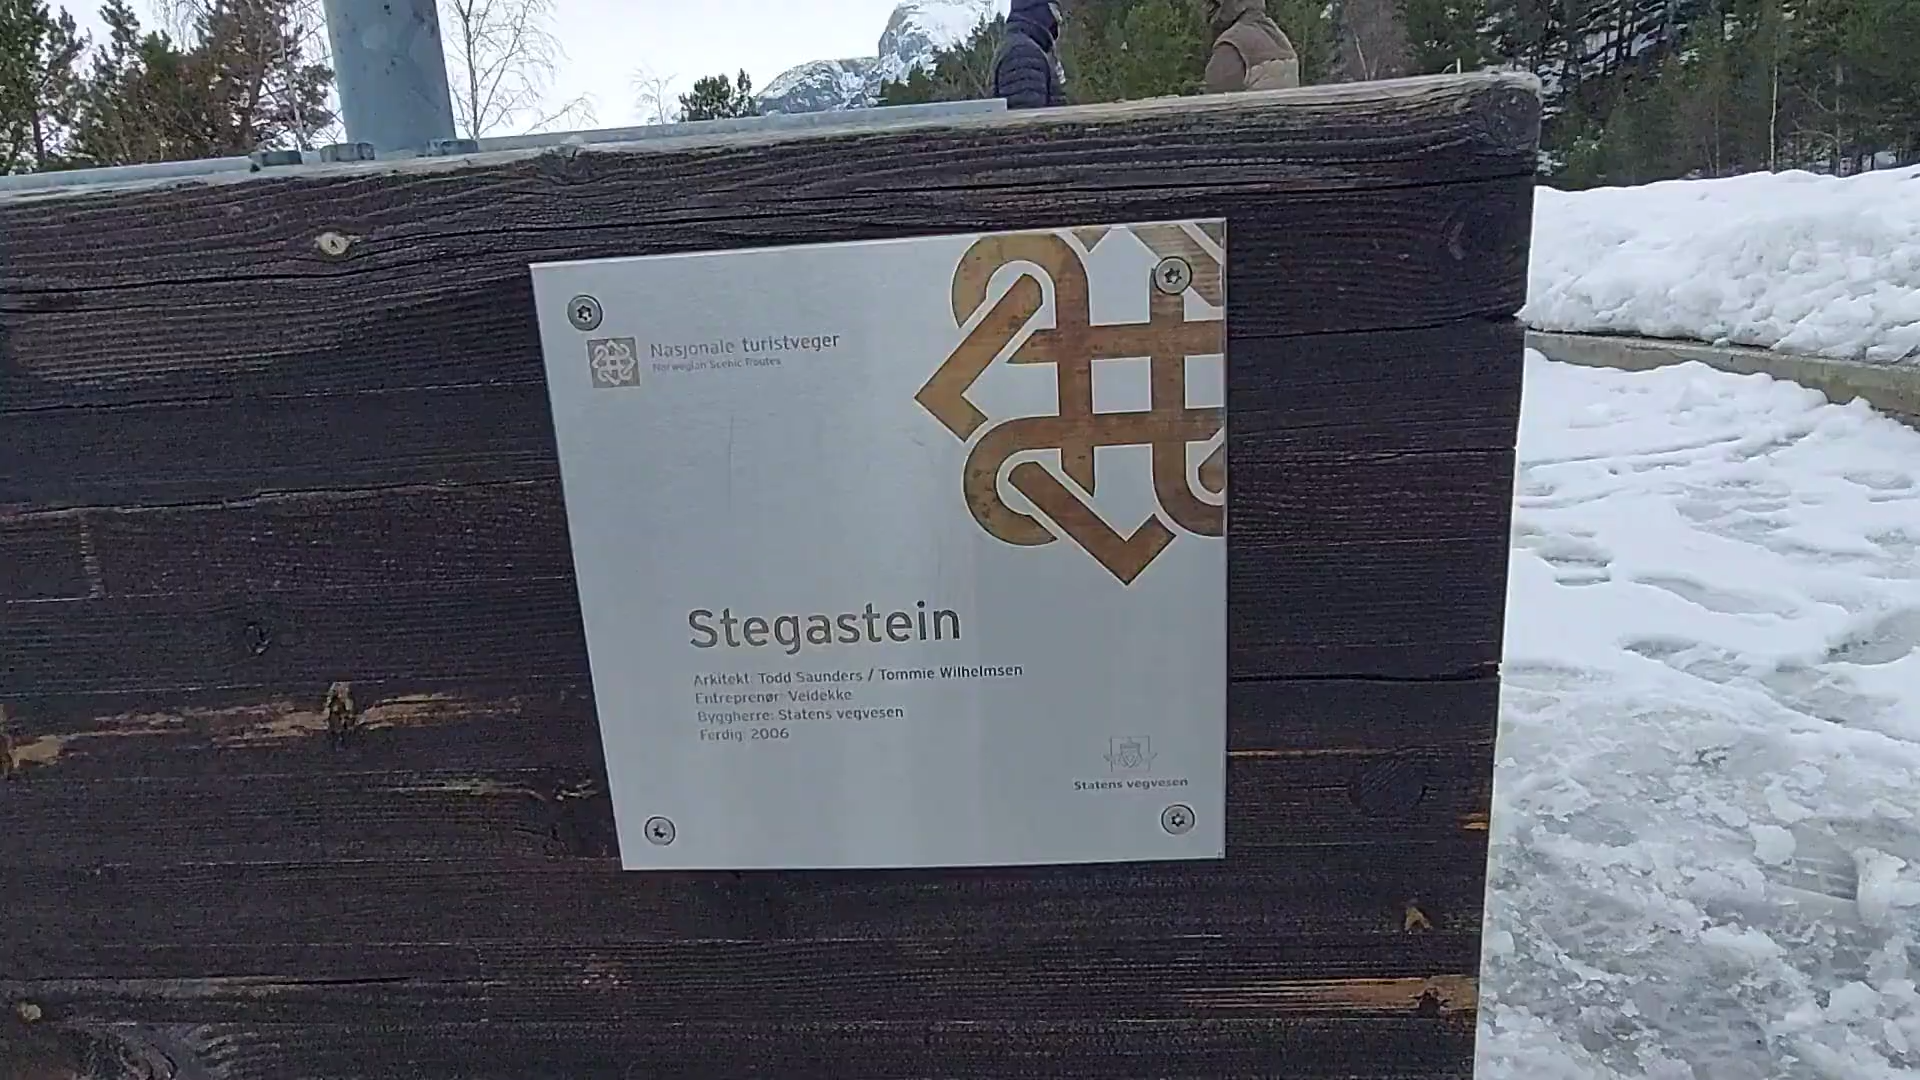 Nasjonale turistveger
Norwegian Scenic Routes
Stegastein
Arkitekt: Todd Saunders / Tommie Wilhelmsen
Entreprenør: Veidekke
Byggherre: Statens vegvesen
Ferdig: 2006
Statens vegvesen